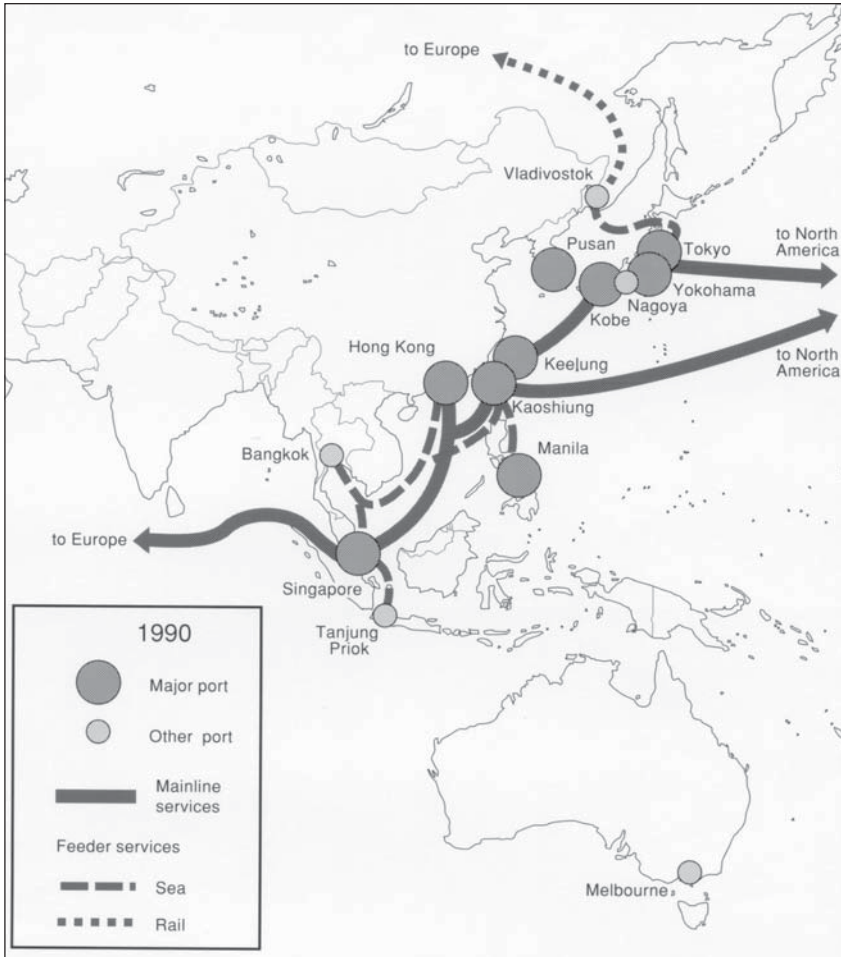 to Europe
Vladivostok
Pusan
Tokyo
to North
America
Yokohama
Nagoya
Kobe
Hong Kong
Keelung
to North
America
Kaoshiung
Bangkok
Manila
to Europe
Singapore
Tanjung
Priok
1990
Major port
Other port
Mainline
services
Feeder services
Sea
Rail
Melbourne